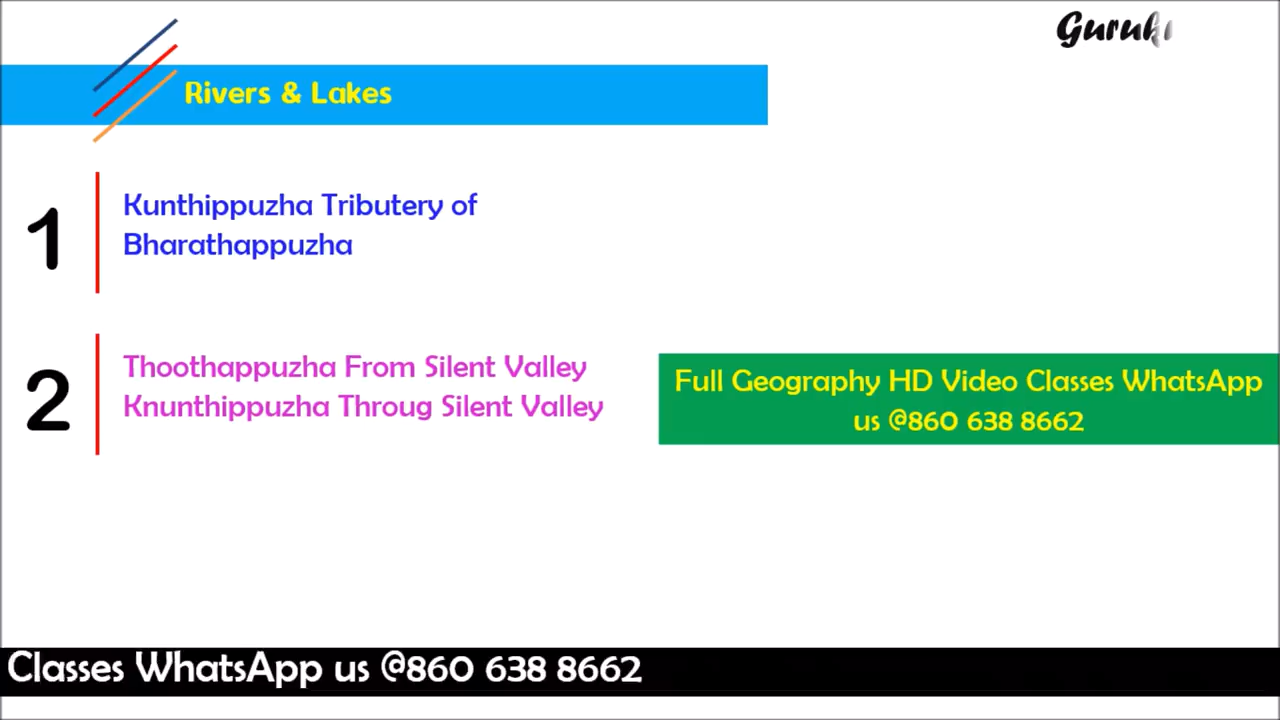 Rivers & Lakes
1
Kunthippuzha Tributery of
Bharathappuzha
2
Thoothappuzha From Silent Valley
Knunthippuzha Throug Silent Valley
Full Geography HD Video Classes WhatsApp
us @860 638 8662
Classes WhatsApp us @860 638 8662